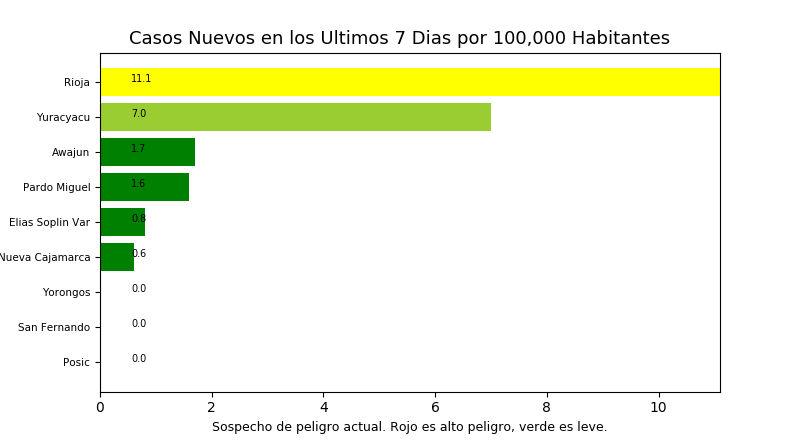 Casos Nuevos en los Ultimos 7 Dias por 100,000 Habitantes
Rioja 11.1
Yuracyacu 7.0
Awajun 1.7
Pardo Miguel 1.6
Elias Soplin Var 0.8
Nueva Cajamarca 0.6
Yorongos 0.0
San Fernando 0.0
Posic 0.0
0 2 4 6 8 10
Sospecho de peligro actual. Rojo es alto peligro, verde es leve.